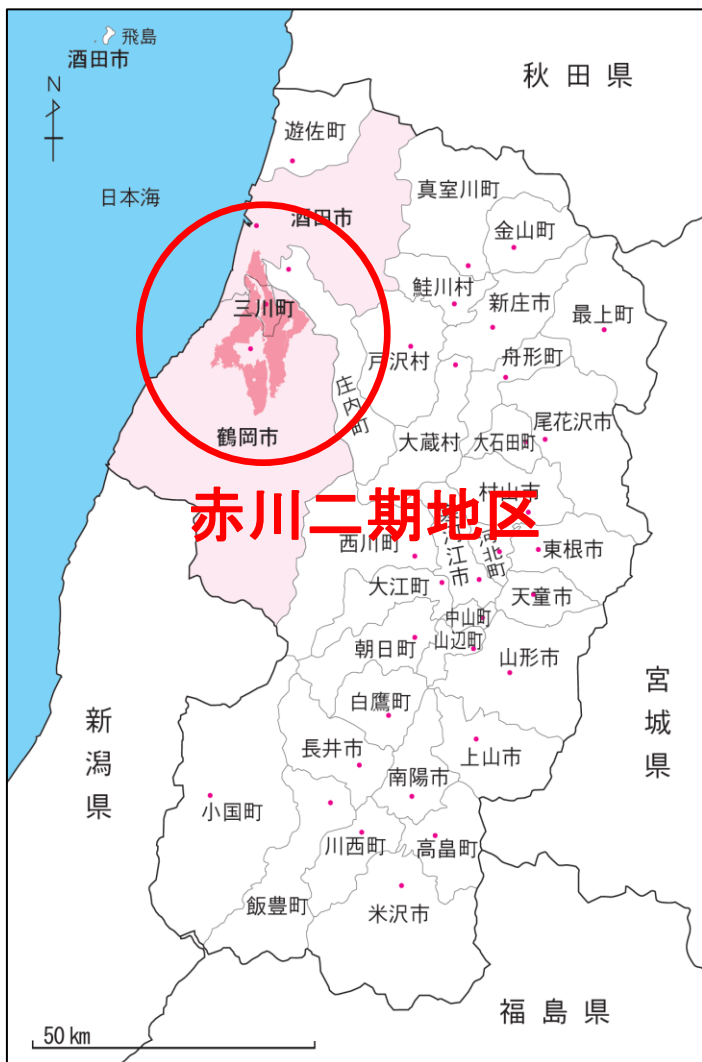 飛島
酒田市
N
秋田県
遊佐町
日本海
真室川町
酒田市
金山町
鮭川村
新庄市
三川町
最上町
戸沢村
舟形町
庄内町
尾花沢市
鶴岡市
大蔵村
大石田町
村山市
赤川二期地区
西川町
寒河江市
河北町
東根市
大江町
天童市
中山町
朝日町
山辺町
山形市
宮城県
白鷹町
新潟県
長井市
上山市
南陽市
小国町
川西町
高畠町
飯豊町
米沢市
福島県
50 km